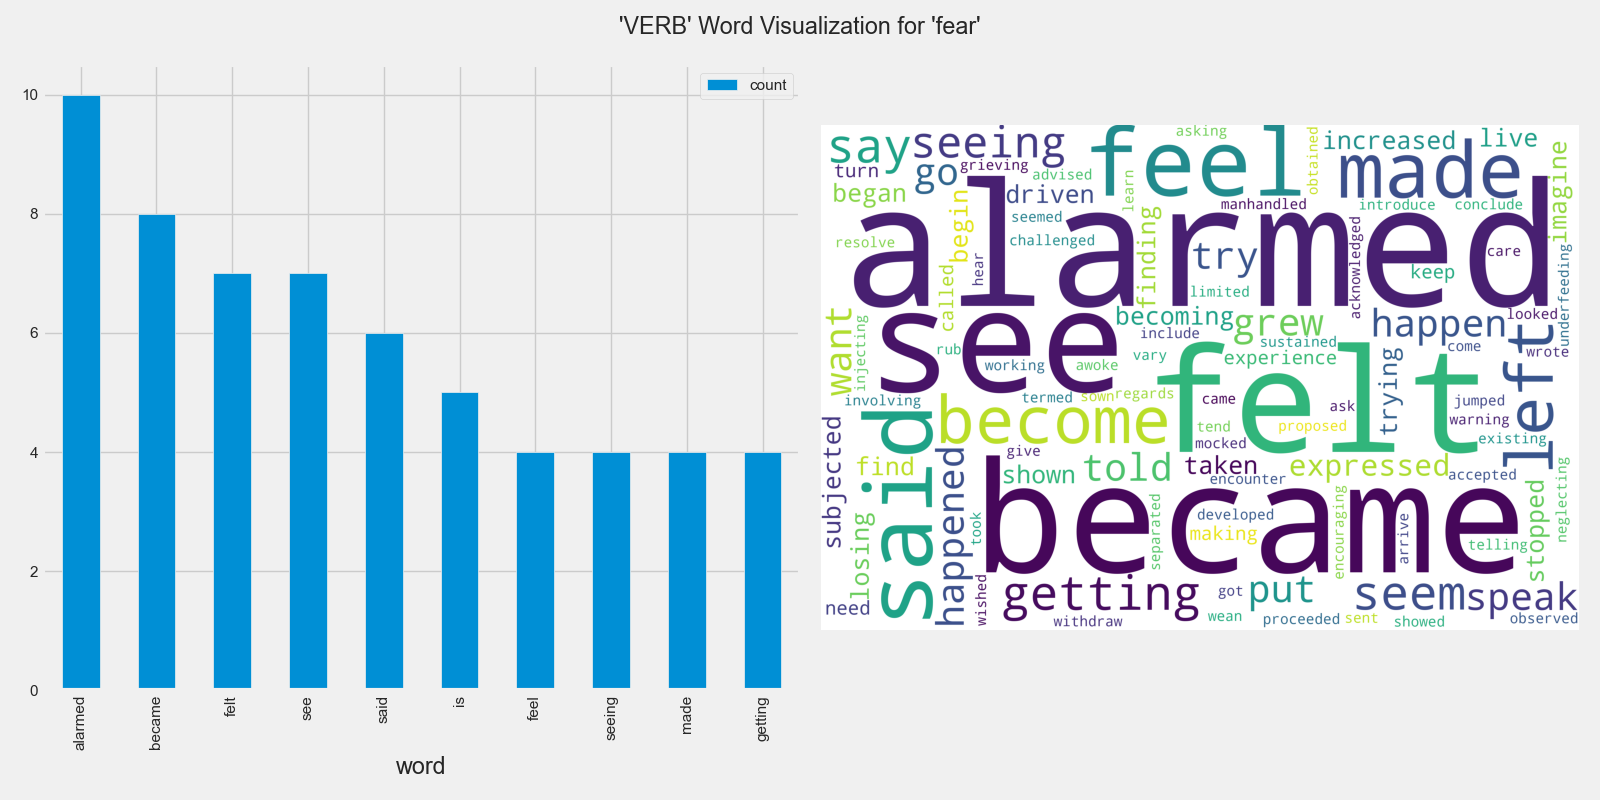 'VERB' Word Visualization for 'fear'
count
10
8
6
4
2
0
alarmed
became
felt
see
said
is
feel
seeing
made
getting
word
say
seeing
asking
feel
obtained
increased
live
turn
go
grieving
advised
learn
made
imagine
began
begin
driven
manhandled
introduce
conclude
seemed
alarmed
resolve
challenged
finding
try
acknowledged
care
hear
keep
underfeeding
called
limited
want
injecting
becoming
grew
happen
looked
left
include
sustained
rub
see
working
vary
awoke
experience
come
wrote
trying
involving
termed
sown
regards
came
ask
felt
jumped
become
said
tend
proposed
warning
existing
subjected
mocked
give
find
happened
shown
told
taken
encounter
expressed
accepted
stopped
neglecting
losing
took
became
separated
developed
making
encouraging
arrive
telling
need
wished
getting
got
put
seem
speak
withdraw
wean
proceeded
sent
showed
observed